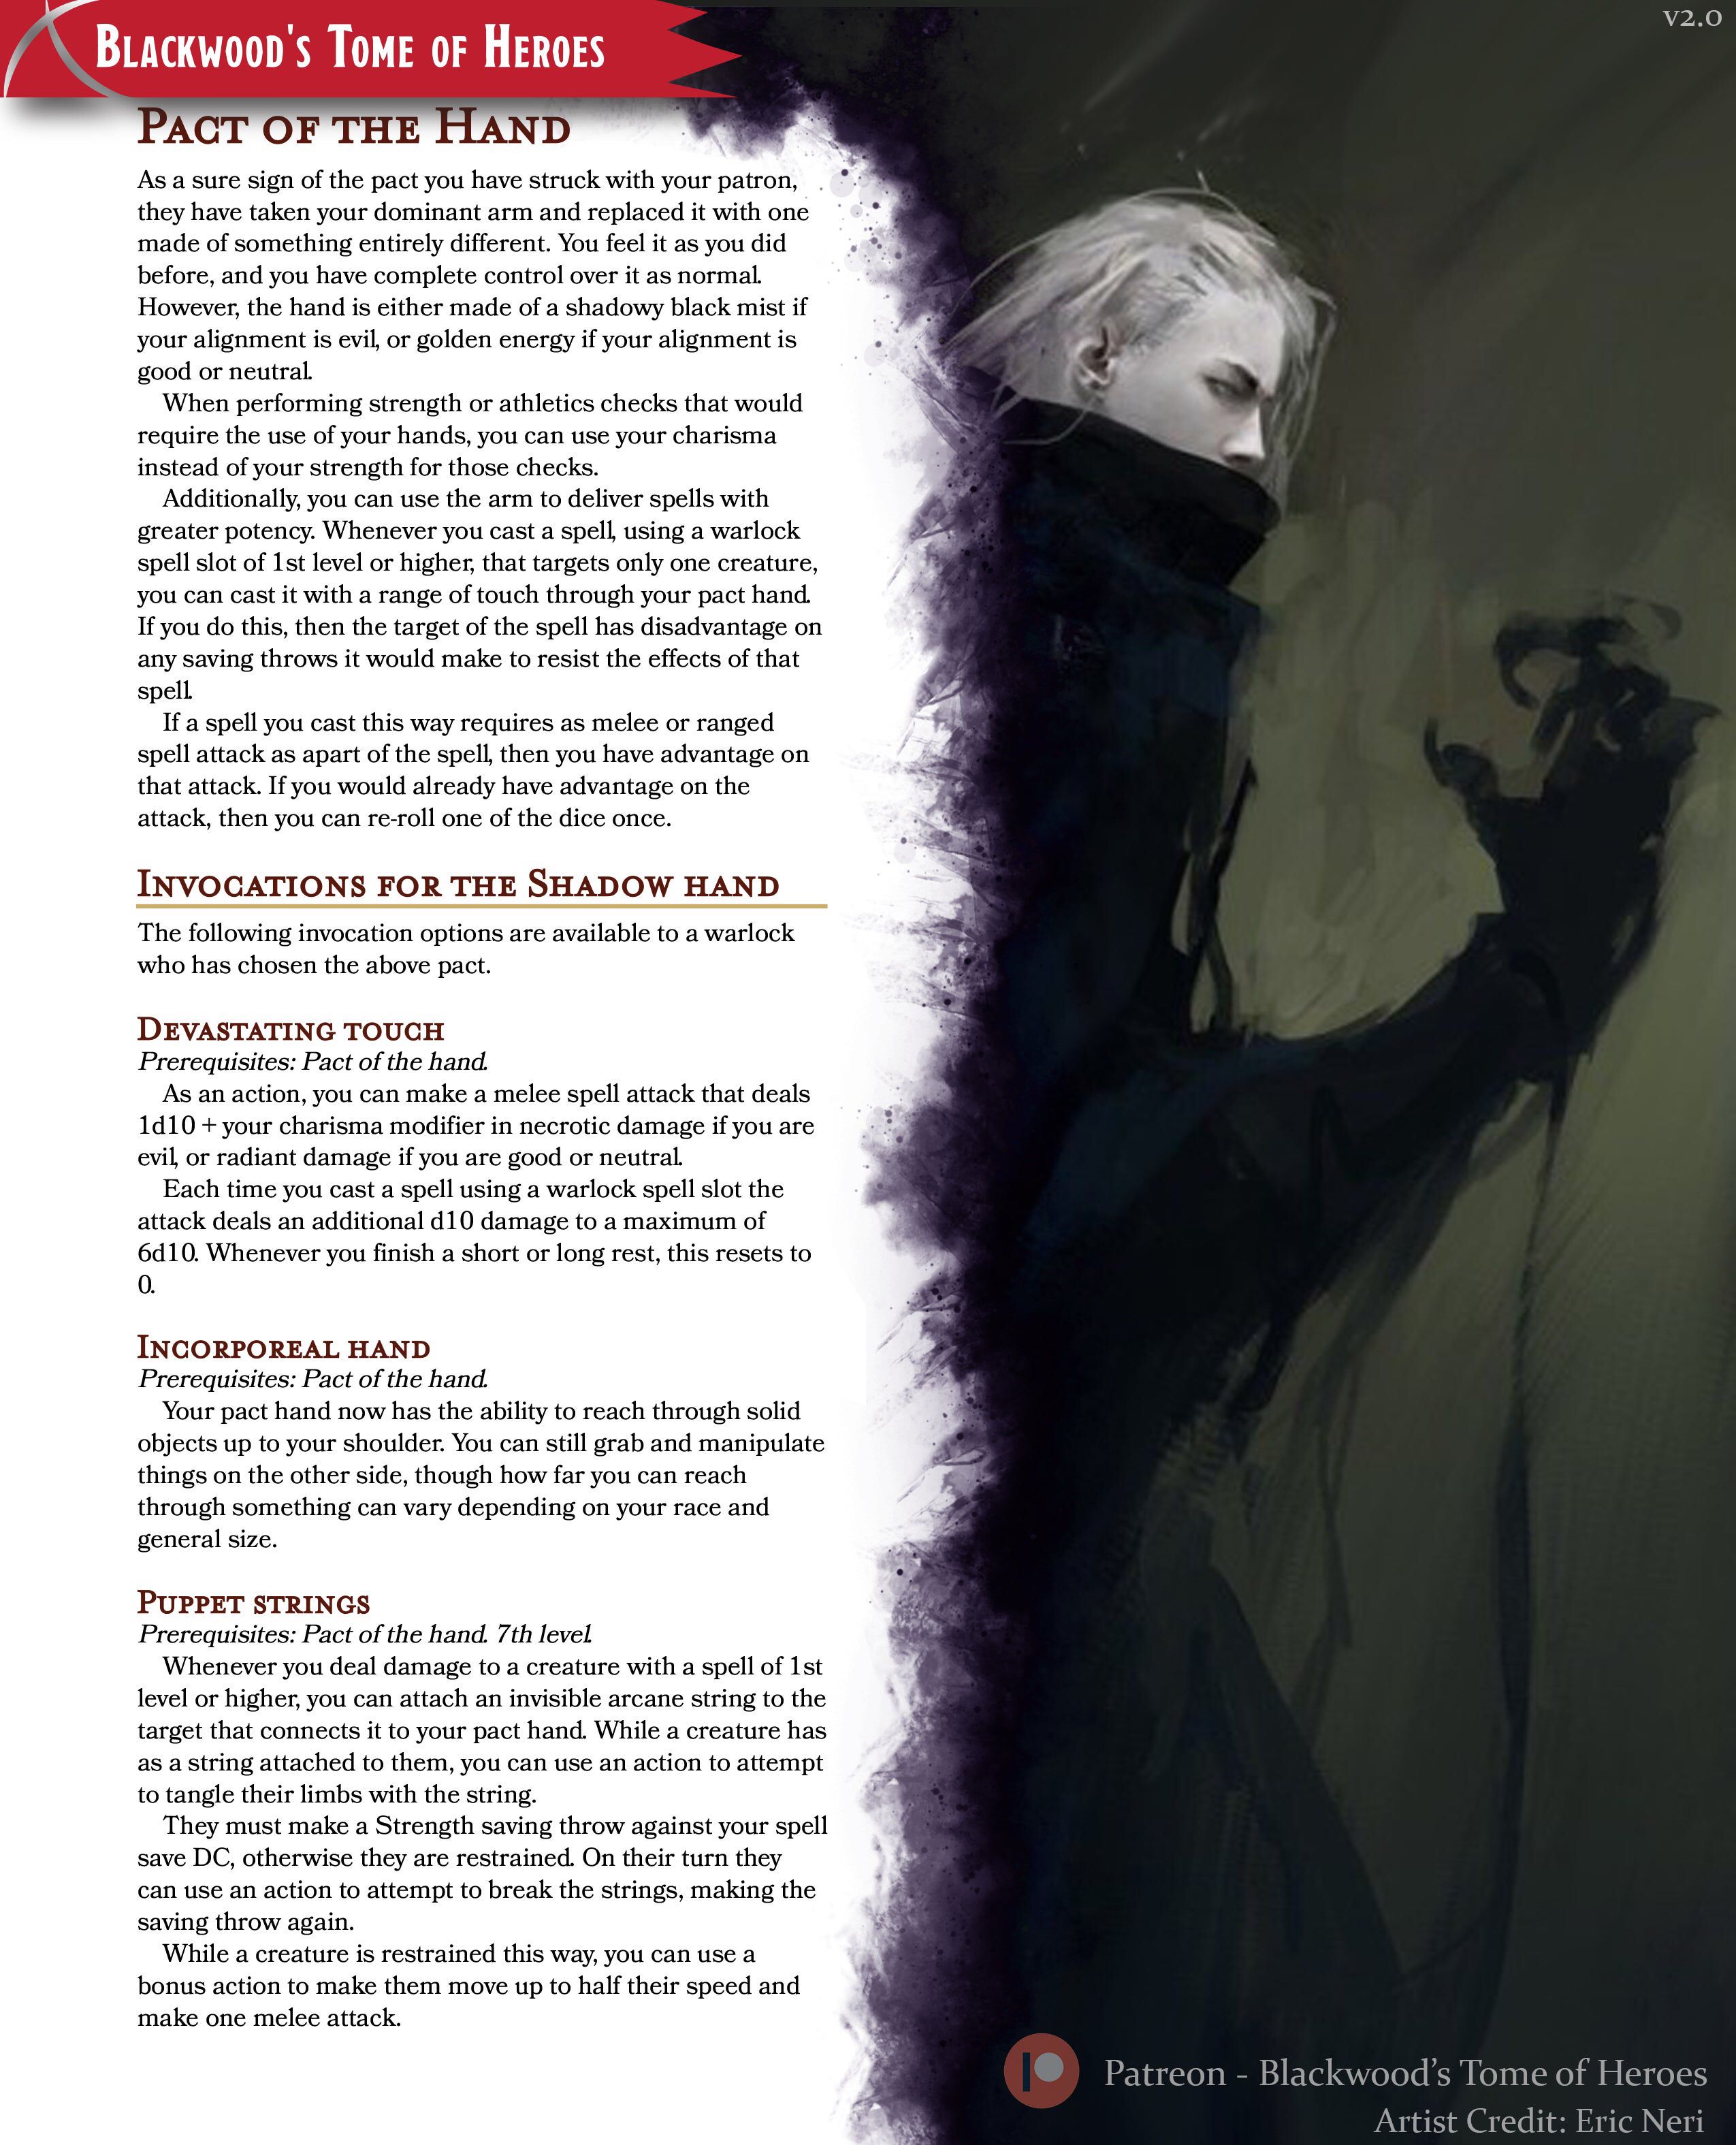 Blackwood's Tome of Heroes
v2.0
Pact of the Hand
As a sure sign of the pact you have struck with your patron,
they have taken your dominant arm and replaced it with one
made of something entirely different. You feel it as you did
before, and you have complete control over it as normal.
However, the hand is either made of a shadowy black mist if
your alignment is evil, or golden energy if your alignment is
good or neutral.
When performing strength or athletics checks that would
require the use of your hands, you can use your charisma
instead of your strength for those checks.
Additionally, you can use the arm to deliver spells with
greater potency. Whenever you cast a spell, using a warlock
spell slot of 1st level or higher, that targets only one creature,
you can cast it with a range of touch through your pact hand.
If you do this, then the target of the spell has disadvantage on
any saving throws it would make to resist the effects of that
spell.
If a spell you cast this way requires as melee or ranged
spell attack as apart of the spell, then you have advantage on
that attack. If you would already have advantage on the
attack, then you can re-roll one of the dice once.
Invocations for the Shadow hand
The following invocation options are available to a warlock
who has chosen the above pact.
Devastating touch
Prerequisites: Pact of the hand.
As an action, you can make a melee spell attack that deals
1d10 + your charisma modifier in necrotic damage if you are
evil, or radiant damage if you are good or neutral.
Each time you cast a spell using a warlock spell slot the
attack deals an additional d10 damage to a maximum of
6d10. Whenever you finish a short or long rest, this resets to
0.
Incorporeal hand
Prerequisites: Pact of the hand.
Your pact hand now has the ability to reach through solid
objects up to your shoulder. You can still grab and manipulate
things on the other side, though how far you can reach
through something can vary depending on your race and
general size.
Puppet strings
Prerequisites: Pact of the hand. 7th level.
Whenever you deal damage to a creature with a spell of 1st
level or higher, you can attach an invisible arcane string to the
target that connects it to your pact hand. While a creature has
as a string attached to them, you can use an action to attempt
to tangle their limbs with the string.
They must make a Strength saving throw against your spell
save DC, otherwise they are restrained. On their turn they
can use an action to attempt to break the strings, making the
saving throw again.
While a creature is restrained this way, you can use a
bonus action to make them move up to half their speed and
make one melee attack.
Patreon - Blackwood’s Tome of Heroes
Artist Credit: Eric Neri